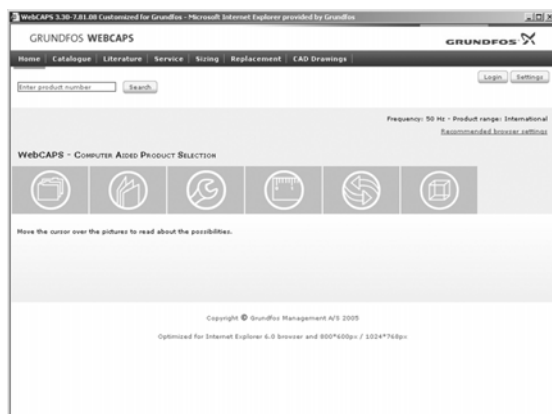 WebCAPS 3.30-7.01.08 Customized for Grundfos - Microsoft Internet Explorer provided by Grundfos
GRUNDFOS WEBCAPS
GRUNDFOS
Home Catalogue Literature Service Sizing Replacement CAD Drawings
Enter product number Search
Login Settings
Frequency: 50 Hz - Product range: International
Recommended browser settings
WebCAPS - Computer Aided Product Selection
Move the cursor over the pictures to read about the possibilities.
Copyright © Grundfos Management A/S 2005
Optimized for Internet Explorer 6.0 browser and 800*600px / 1024*768px